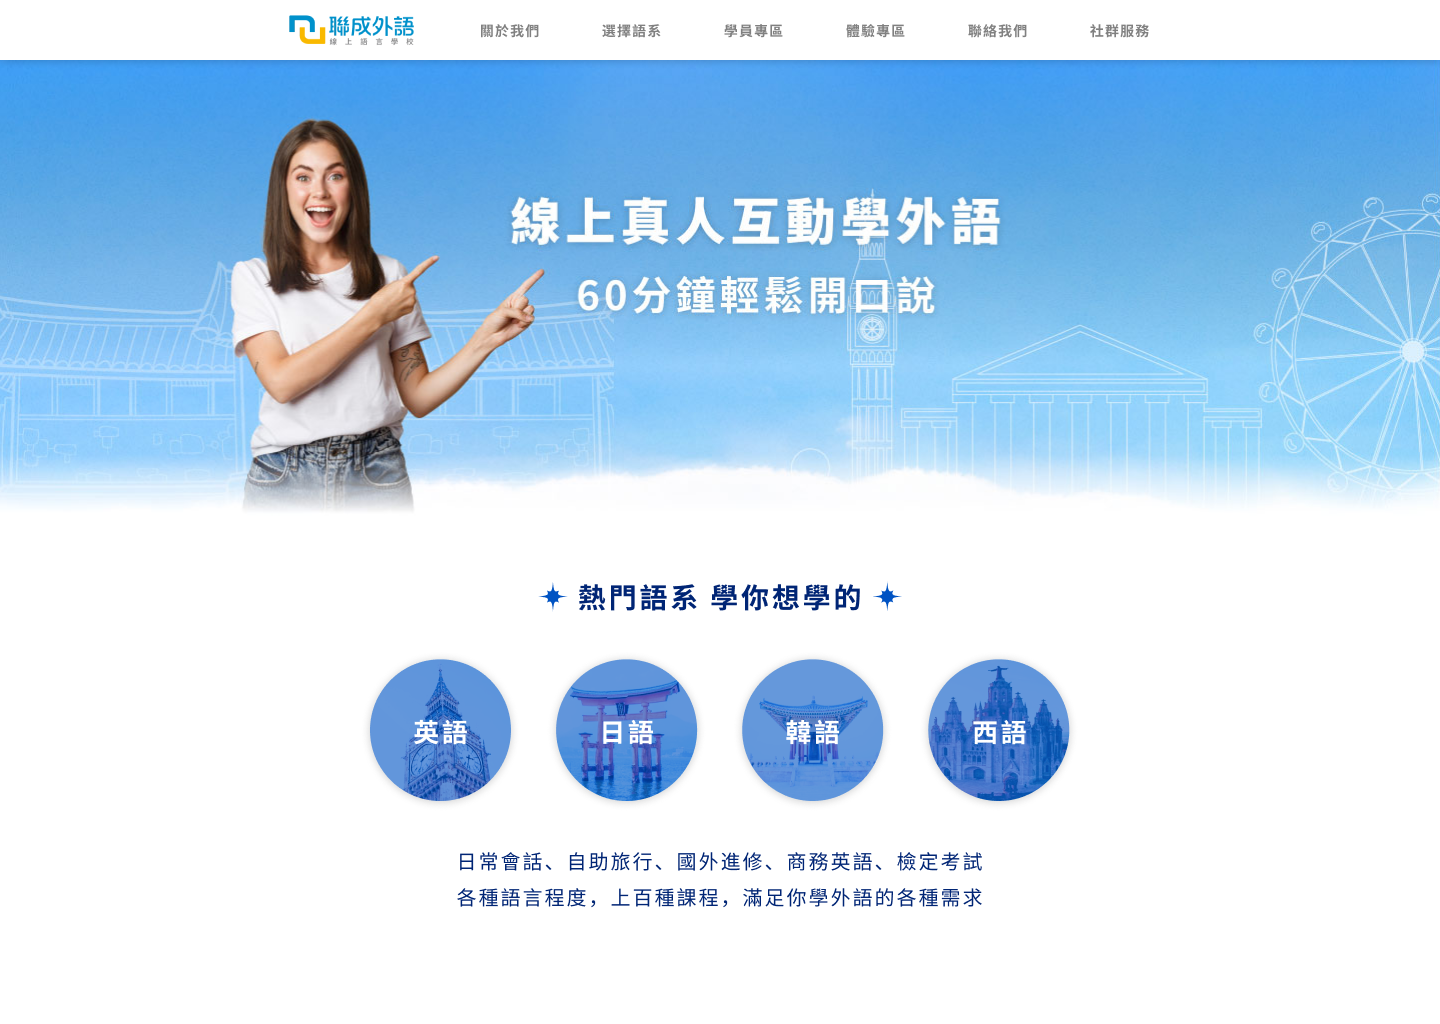 聯成外語
線上語言學校
關於我們
選擇語系
學員專區
體驗專區
聯絡我們
社群服務
線上真人互動學外語
60分鐘輕鬆開口說
熱門語系 學你想學的
英語
日語
韓語
西語
日常會話、自助旅行、國外進修、商務英語、檢定考試
各種語言程度，上百種課程，滿足你學外語的各種需求